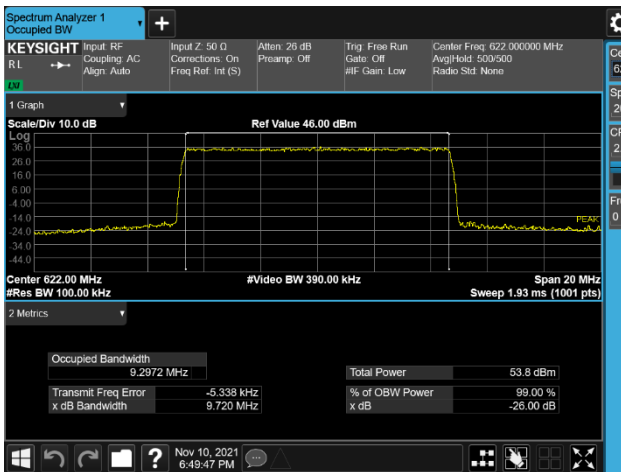 Spectrum Analyzer 1
Occupied BW
KEYSIGHT
RL
LXI
Input: RF
Coupling: AC
Align: Auto
Input Z: 50 Ω
Corrections: On
Freq Ref: Int (S)
Atten: 26 dB
Preamp: Off
Trig: Free Run
Gate: Off
#IF Gain: Low
Center Freq: 622.000000 MHz
Avg|Hold: 500/500
Radio Std: None
1 Graph
Scale/Div 10.0 dB
Ref Value 46.00 dBm
Log
36.0
26.0
16.0
6.00
-4.00
-14.0
-24.0
-34.0
-44.0
PEAK
Center 622.00 MHz
#Video BW 390.00 kHz
Span 20 MHz
#Res BW 100.00 kHz
Sweep 1.93 ms (1001 pts)
2 Metrics
Occupied Bandwidth
9.2972 MHz
Total Power 53.8 dBm
Transmit Freq Error -5.338 kHz
% of OBW Power 99.00 %
x dB Bandwidth 9.720 MHz
x dB -26.00 dB
?
Nov 10, 2021
6:49:47 PM